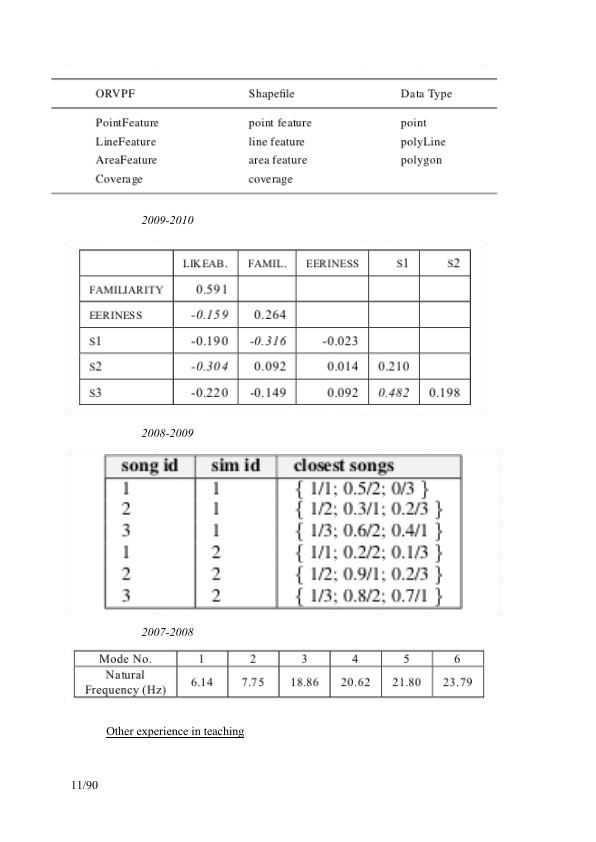 ORVPF Shapefile Data Type
PointFeature point feature point
LineFeature line feature polyLine
AreaFeature area feature polygon
Coverage coverage
2009-2010
LIKEAB. FAMIL. EERINESS S1 S2
FAMILIARITY 0.591
EERINESS -0.159 0.264
S1 -0.190 -0.316 -0.023
S2 -0.304 0.092 0.014 0.210
S3 -0.220 -0.149 0.092 0.482 0.198
2008-2009
song id sim id closest songs
1 1 { 1/1; 0.5/2; 0/3 }
2 1 { 1/2; 0.3/1; 0.2/3 }
3 1 { 1/3; 0.6/2; 0.4/1 }
1 2 { 1/1; 0.2/2; 0.1/3 }
2 2 { 1/2; 0.9/1; 0.2/3 }
3 2 { 1/3; 0.8/2; 0.7/1 }
2007-2008
Mode No. 1 2 3 4 5 6
Natural
Frequency (Hz) 6.14 7.75 18.86 20.62 21.80 23.79
Other experience in teaching
11/90